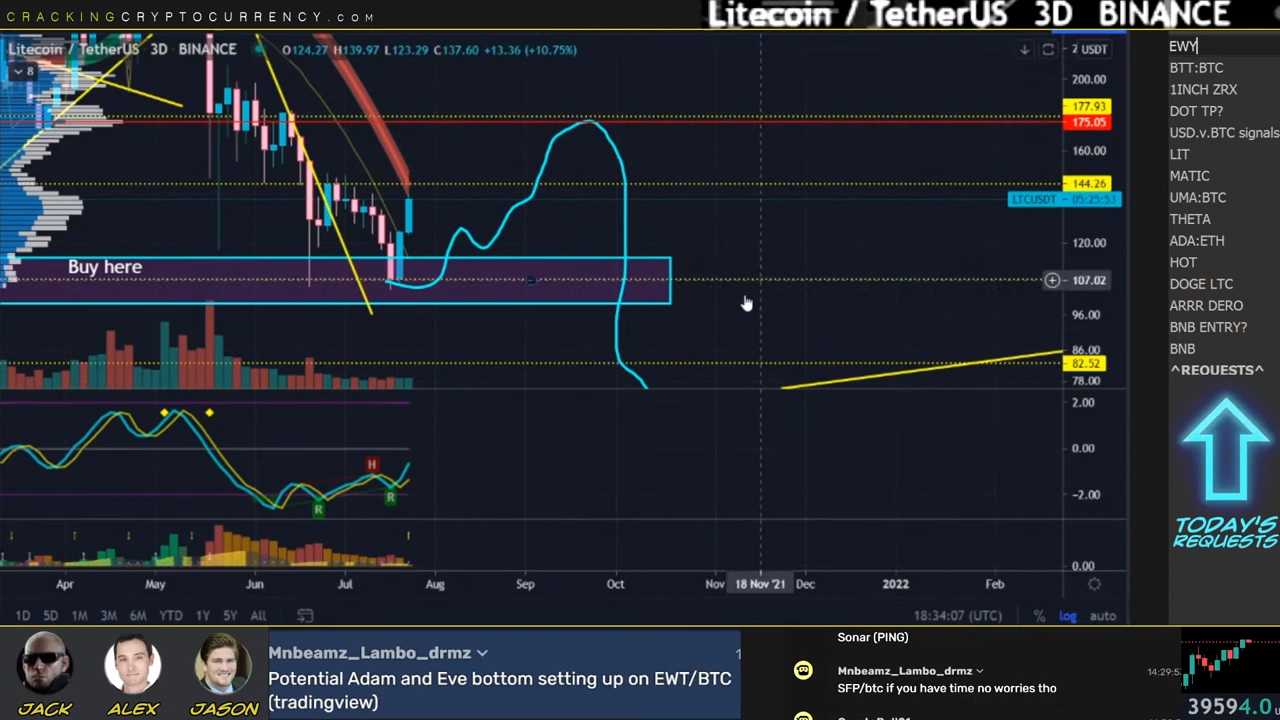 CRACKINGCRYPTOCURRENCY.com
Litecoin / TetherUS 3D BINANCE
Litecoin / TetherUS 3D BINANCE O124.27 H139.97 L123.29 C137.60 +13.36 (+10.75%)
8
USDT
200.00
177.93
175.05
160.00
144.26
LTCUSDT 05:25:53
120.00
107.02
96.00
86.00
82.52
78.00
Buy here
2.00
0.00
-2.00
0.00
H
R
R
Apr May Jun Jul Aug Sep Oct Nov 18 Nov '21 Dec 2022 Feb
1D 5D 1M 3M 6M YTD 1Y 5Y All
18:34:07 (UTC) % log auto
EWY
BTT:BTC
1INCH ZRX
DOT TP?
USD.v.BTC signals
LIT
MATIC
UMA:BTC
THETA
ADA:ETH
HOT
DOGE LTC
ARRR DERO
BNB ENTRY?
BNB
^REQUESTS^
TODAY'S
REQUESTS
JACK ALEX JASON
Mnbeamz_Lambo_drmz
Potential Adam and Eve bottom setting up on EWT/BTC
(tradingview)
Sonar (PING)
Mnbeamz_Lambo_drmz 14:29:5
SFP/btc if you have time no worries tho
39594.0